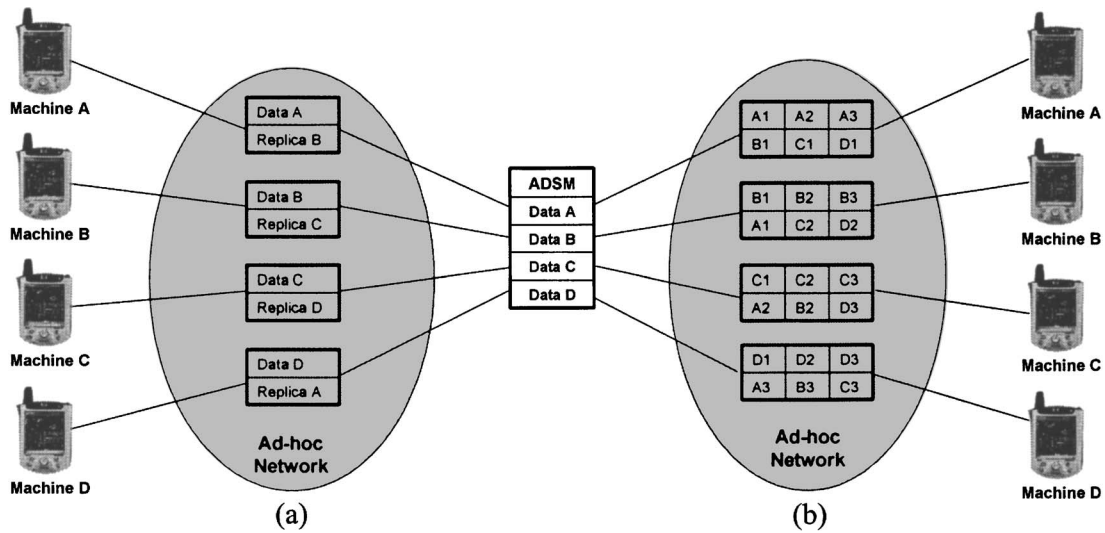 Machine A
Machine B
Machine C
Machine D
Data A
Replica B
Data B
Replica C
Data C
Replica D
Data D
Replica A
Ad-hoc
Network
(a)
ADSM
Data A
Data B
Data C
Data D
A1 A2 A3
B1 C1 D1
B1 B2 B3
A1 C2 D2
C1 C2 C3
A2 B2 D3
D1 D2 D3
A3 B3 C3
Ad-hoc
Network
(b)
Machine A
Machine B
Machine C
Machine D